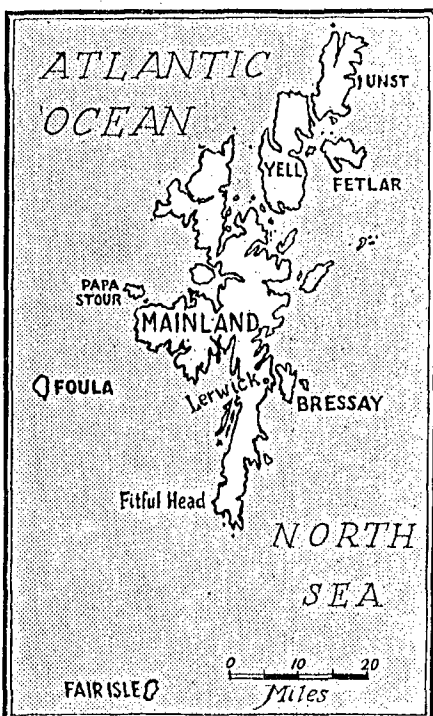 ATLANTIC
OCEAN
UNST
YELL
FETLAR
PAPA
STOUR
MAINLAND
FOULA
Lerwick
BRESSAY
Fitful Head
NORTH
SEA
0 10 20
Miles
FAIR ISLE